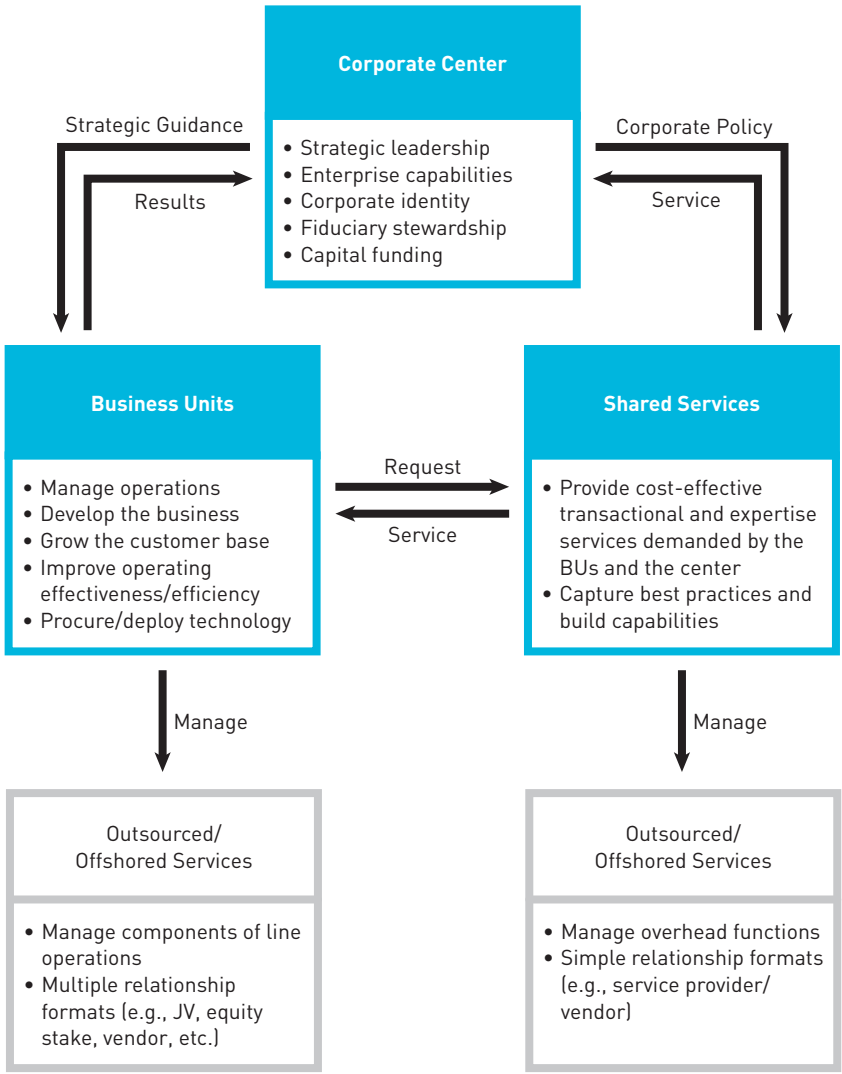 Corporate Center
Strategic Guidance
Corporate Policy
• Strategic leadership
• Enterprise capabilities
• Corporate identity
• Fiduciary stewardship
• Capital funding
Results
Service
Business Units
• Manage operations
• Develop the business
• Grow the customer base
• Improve operating
effectiveness/efficiency
• Procure/deploy technology
Request
Service
Shared Services
• Provide cost-effective
transactional and expertise
services demanded by the
BUs and the center
• Capture best practices and
build capabilities
Manage
Manage
Outsourced/
Offshored Services
• Manage components of line
operations
• Multiple relationship
formats (e.g., JV, equity
stake, vendor, etc.)
Outsourced/
Offshored Services
• Manage overhead functions
• Simple relationship formats
(e.g., service provider/
vendor)